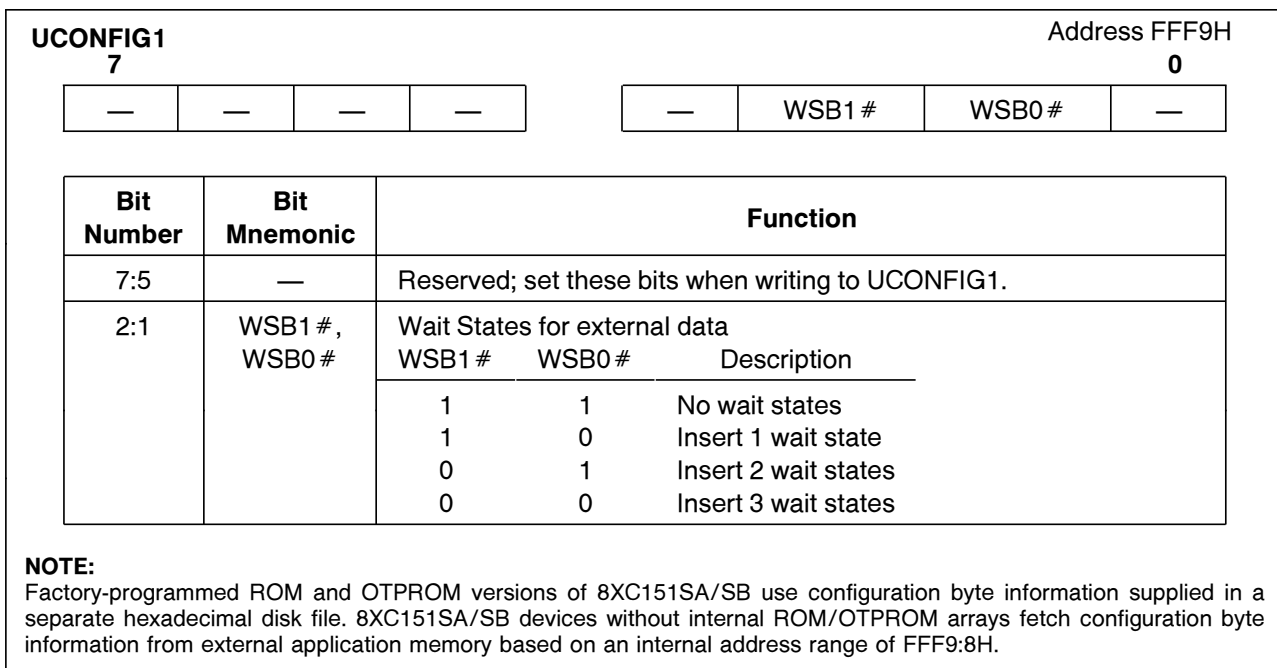 UCONFIG1 Address FFF9H
7 0
— — — — — WSB1# WSB0# —
Bit Number Bit Mnemonic Function
7:5 — Reserved; set these bits when writing to UCONFIG1.
2:1 WSB1#, WSB0# Wait States for external data
WSB1# WSB0# Description
1 1 No wait states
1 0 Insert 1 wait state
0 1 Insert 2 wait states
0 0 Insert 3 wait states
NOTE:
Factory-programmed ROM and OTPROM versions of 8XC151SA/SB use configuration byte information supplied in a
separate hexadecimal disk file. 8XC151SA/SB devices without internal ROM/OTPROM arrays fetch configuration byte
information from external application memory based on an internal address range of FFF9:8H.